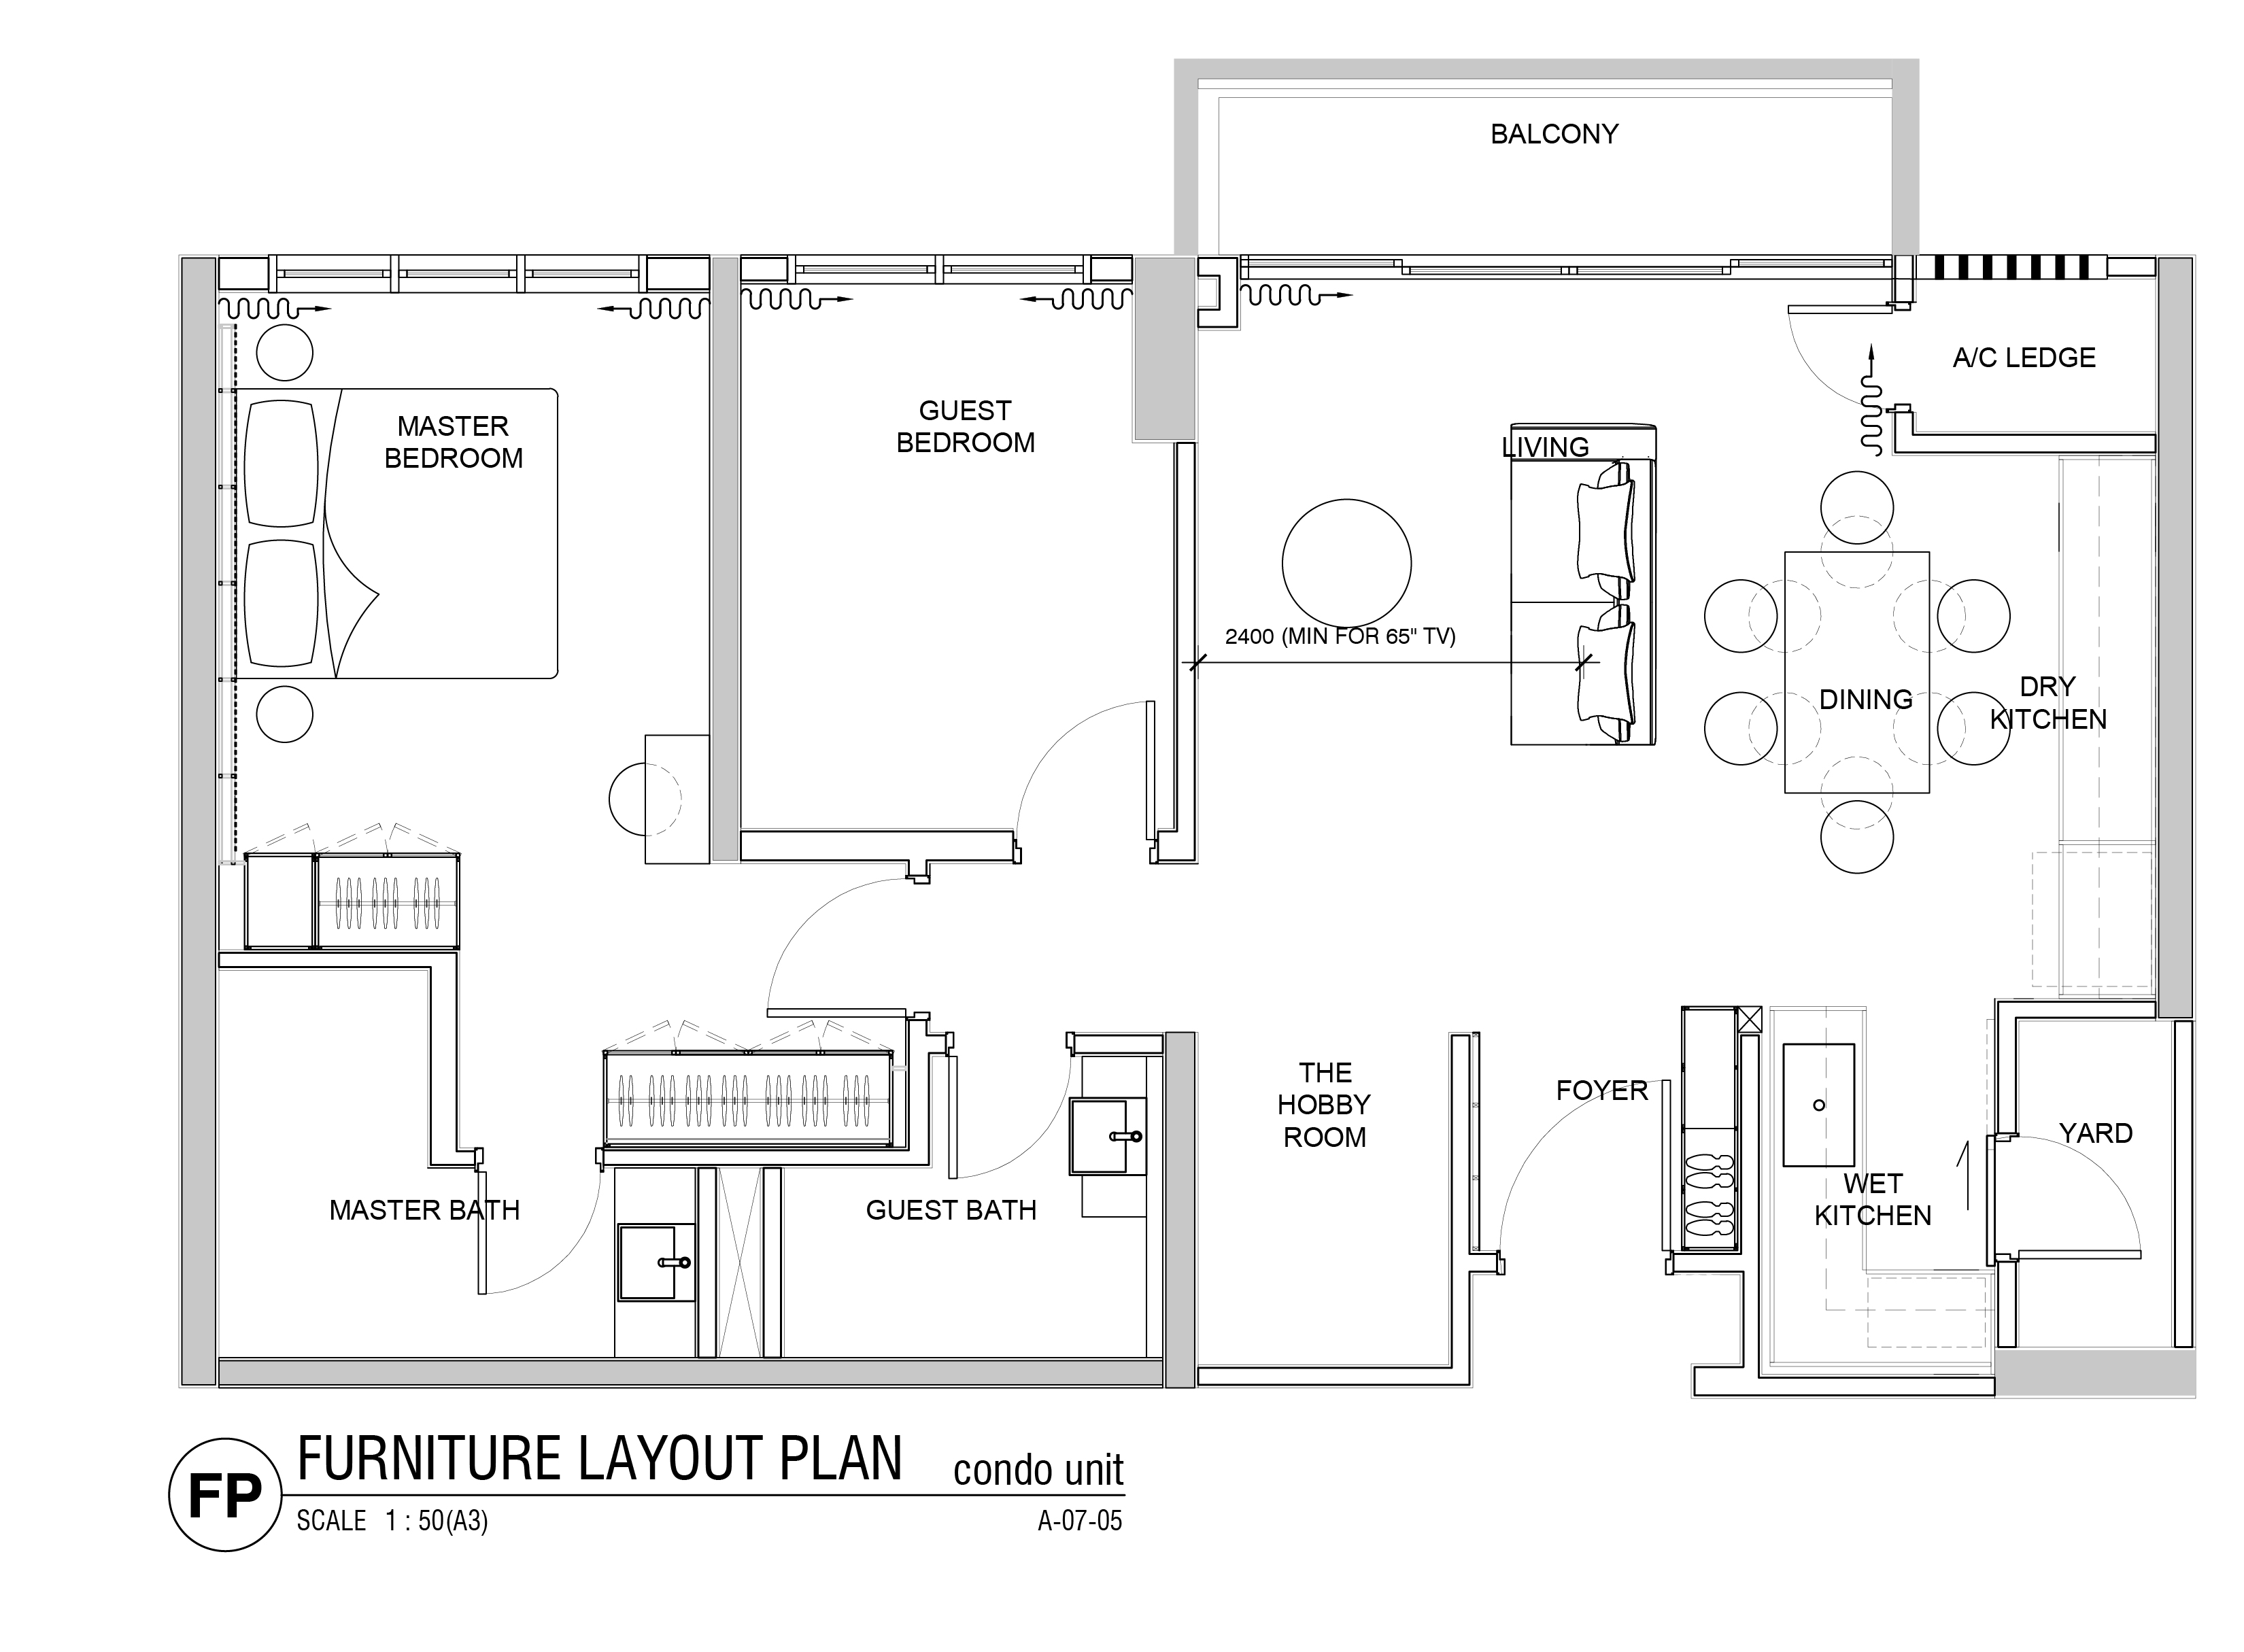 BALCONY
A/C LEDGE
MASTER
BEDROOM
GUEST
BEDROOM
LIVING
2400 (MIN FOR 65" TV)
DINING
DRY
KITCHEN
THE
HOBBY
ROOM
FOYER
YARD
WET
KITCHEN
MASTER BATH
GUEST BATH
FP
FURNITURE LAYOUT PLAN condo unit
SCALE 1 : 50(A3) A-07-05